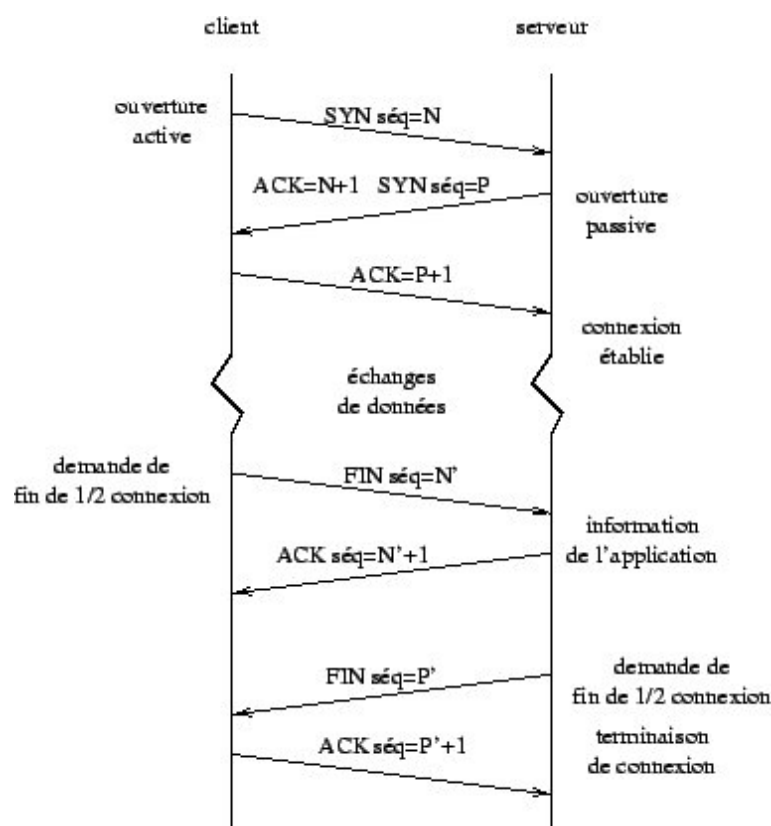 client
serveur
ouverture
active
SYN séq=N
ACK=N+1 SYN séq=P
ouverture
passive
ACK=P+1
connexion
établie
échanges
de données
demande de
fin de 1/2 connexion
FIN séq=N'
information
de l'application
ACK séq=N'+1
FIN séq=P'
demande de
fin de 1/2 connexion
ACK séq=P'+1
terminaison
de connexion